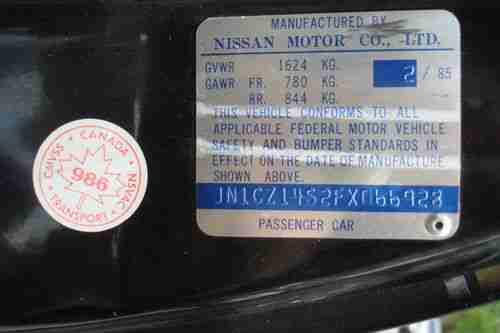 MANUFACTURED BY
NISSAN MOTOR CO., LTD.
GVWR 1624 KG. 2 / 85
GAWR FR. 780 KG.
RR. 844 KG.
THIS VEHICLE CONFORMS TO ALL
APPLICABLE FEDERAL MOTOR VEHICLE
SAFETY AND BUMPER STANDARDS IN
EFFECT ON THE DATE OF MANUFACTURE
SHOWN ABOVE.
PASSENGER CAR
CMVSS CANADA NSVAC
986
TRANSPORT